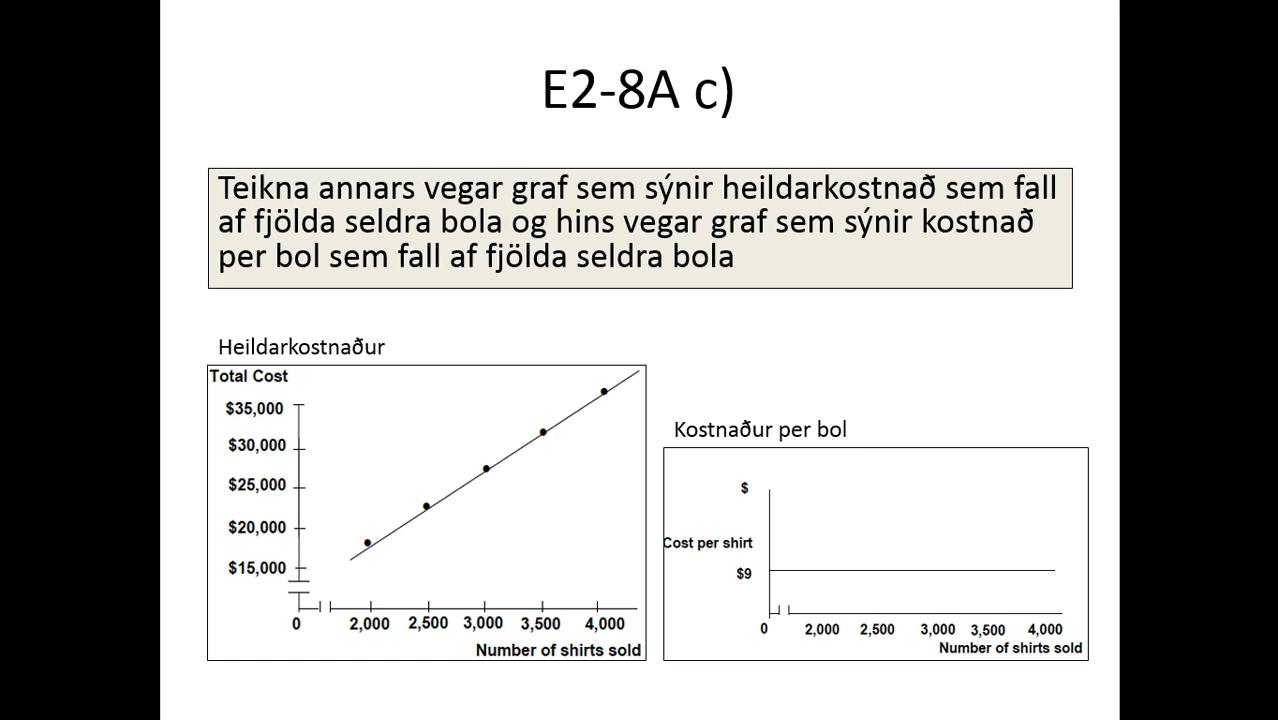 E2-8A c)
Teikna annars vegar graf sem sýnir heildarkostnað sem fall
af fjölda seldra bola og hins vegar graf sem sýnir kostnað
per bol sem fall af fjölda seldra bola
Heildarkostnaður
Total Cost
$35,000
$30,000
$25,000
$20,000
$15,000
0 2,000 2,500 3,000 3,500 4,000
Number of shirts sold
Kostnaður per bol
$
Cost per shirt
$9
0 2,000 2,500 3,000 3,500 4,000
Number of shirts sold